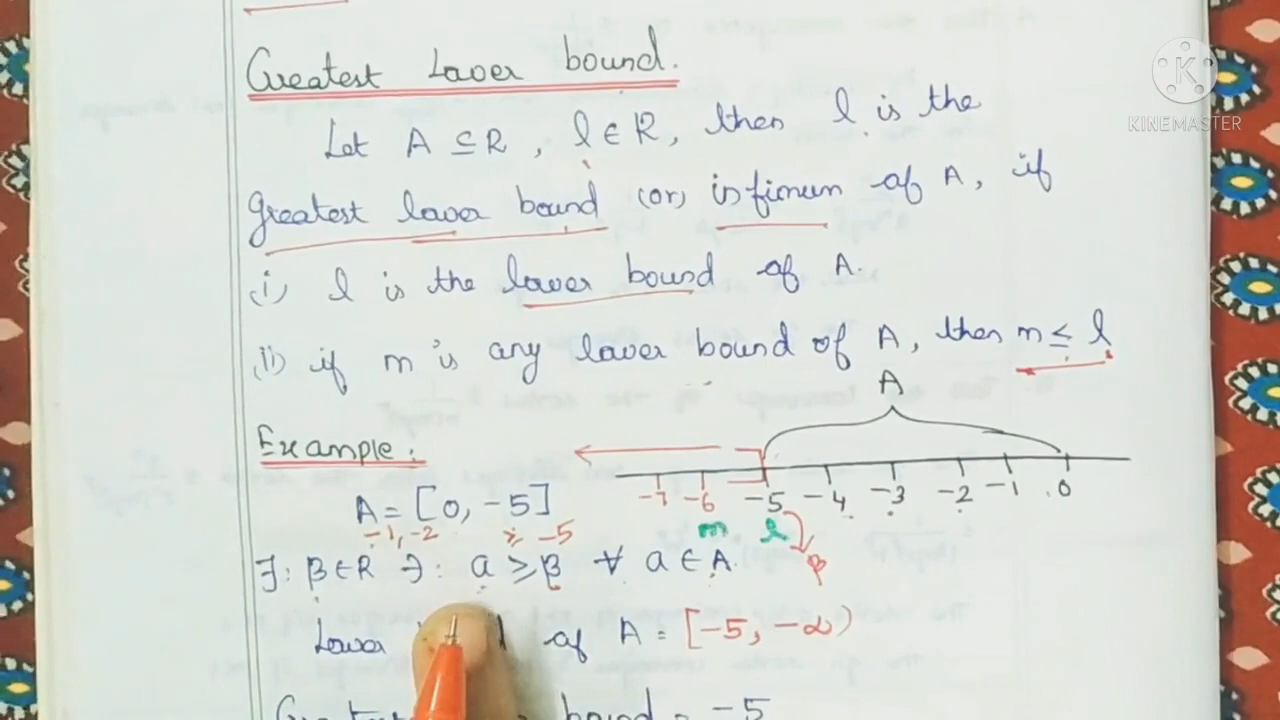 Greatest Lower bound.
KINEMASTER
Let A ⊆ R, l ∈ R, then l is the
greatest lower bound (or) infimum of A, if
(i) l is the lower bound of A.
(ii) if m is any lower bound of A, then m ≤ l
A
Example:
-7 -6 -5 -4 -3 -2 -1 0
A = [0, -5]
m l
-1, -2 ≥ -5
∃: β ∈ R ∋: a ≥ β ∀ a ∈ A.
β
Lower of A = [-5, -∞)
bound = -5